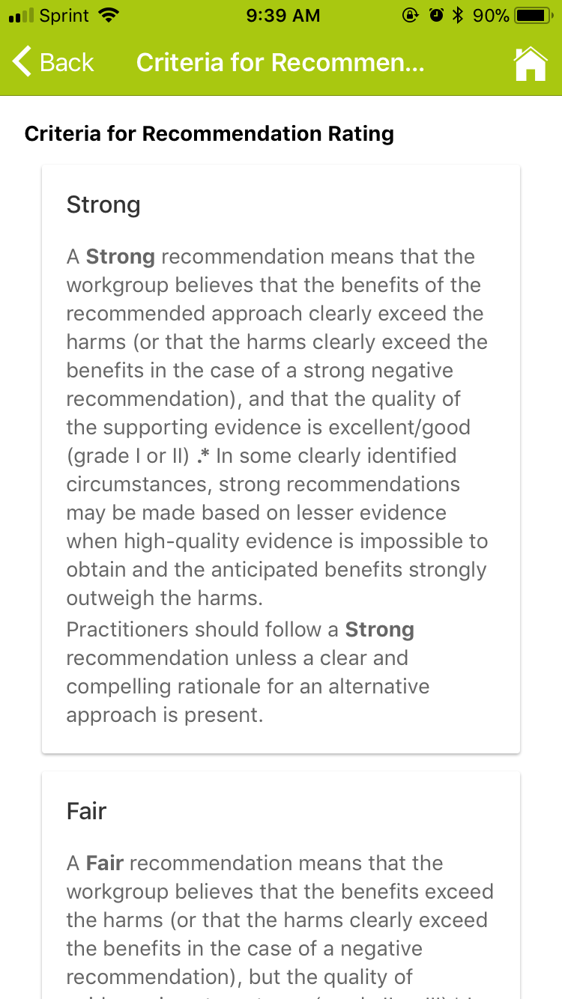 Sprint 9:39 AM 90%
Back Criteria for Recommen...
Criteria for Recommendation Rating
Strong
A Strong recommendation means that the
workgroup believes that the benefits of the
recommended approach clearly exceed the
harms (or that the harms clearly exceed the
benefits in the case of a strong negative
recommendation), and that the quality of
the supporting evidence is excellent/good
(grade I or II) .* In some clearly identified
circumstances, strong recommendations
may be made based on lesser evidence
when high-quality evidence is impossible to
obtain and the anticipated benefits strongly
outweigh the harms.
Practitioners should follow a Strong
recommendation unless a clear and
compelling rationale for an alternative
approach is present.
Fair
A Fair recommendation means that the
workgroup believes that the benefits exceed
the harms (or that the harms clearly exceed
the benefits in the case of a negative
recommendation), but the quality of